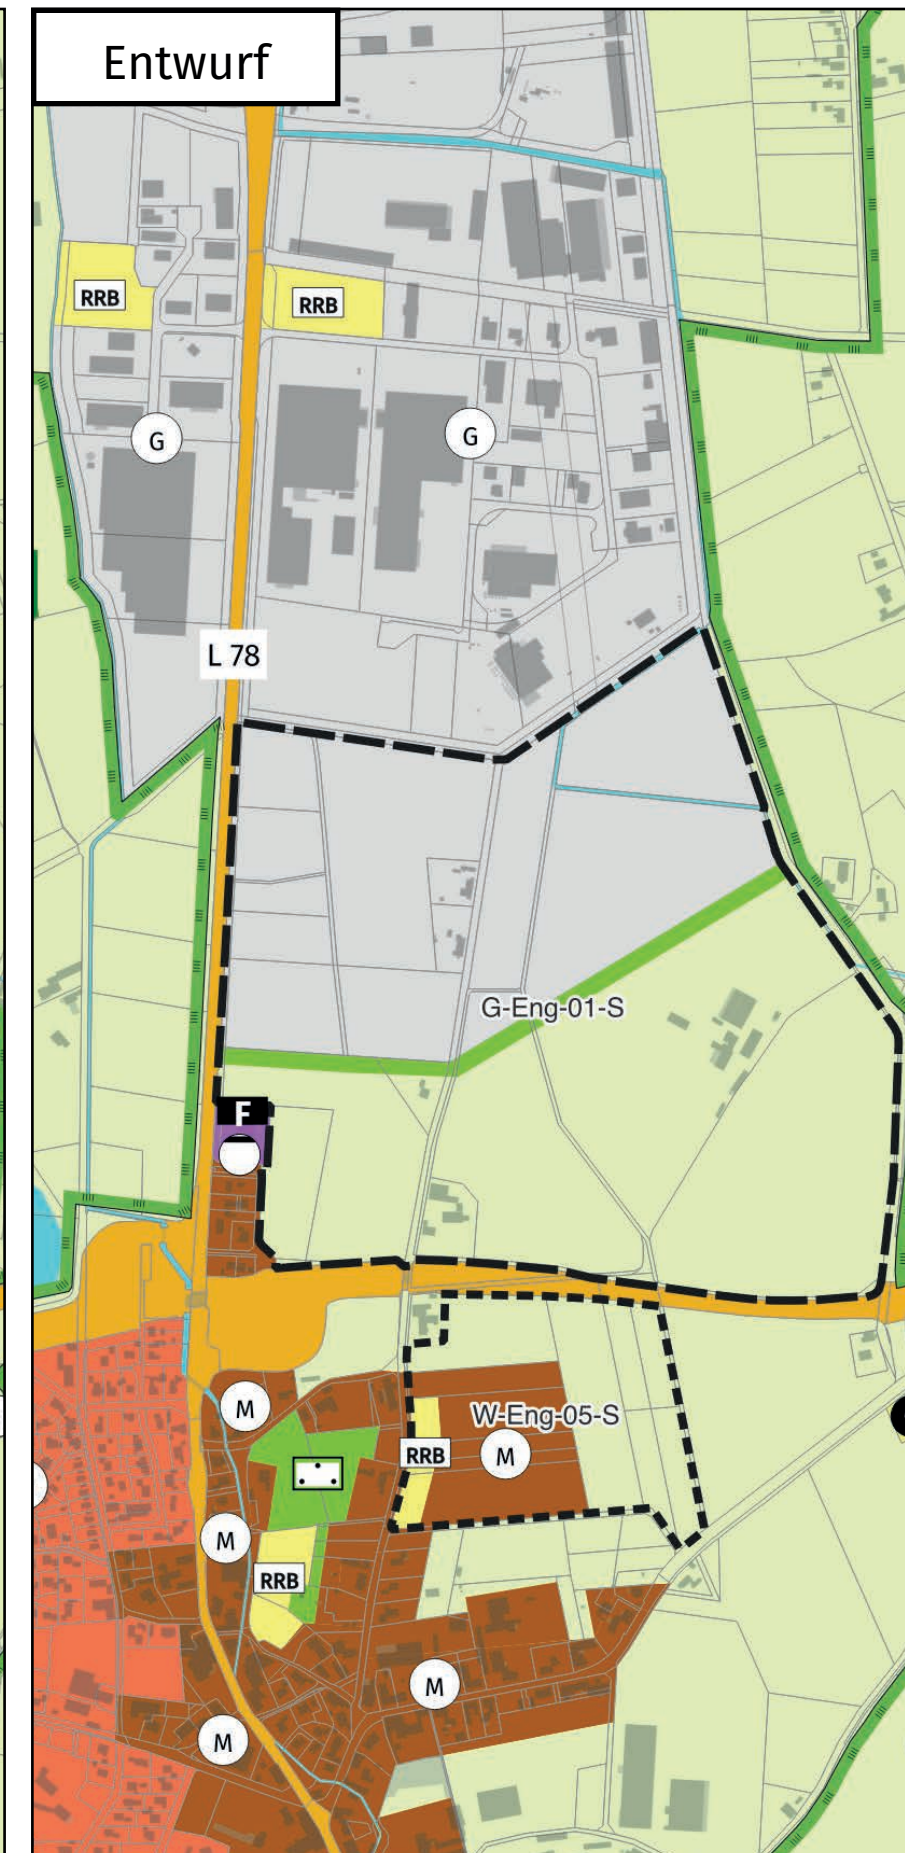 Entwurf
RRB
RRB
G
G
L 78
G-Eng-01-S
F
M
W-Eng-05-S
RRB
M
M
RRB
M
M